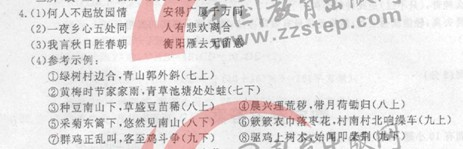 4.(1)何人不起故园情 安得广厦千万间
(2)一夜乡心五处同 人有悲欢离合
(3)我言秋日胜春朝 衡阳雁去无留意
(4)参考示例:
①绿树村边合,青山郭外斜(七上)
②黄梅时节家家雨,青草池塘处处蛙(七下)
③种豆南山下,草盛豆苗稀(八上) ④晨兴理荒秽,带月荷锄归(八上)
⑤采菊东篱下,悠然见南山(八下) ⑥簌簌衣巾落枣花,村南村北响缲车(九上)
⑦群鸡正乱叫,客至鸡斗争(九下) ⑧驱鸡上树木,始闻叩柴荆(九下)
www.zzstep.com